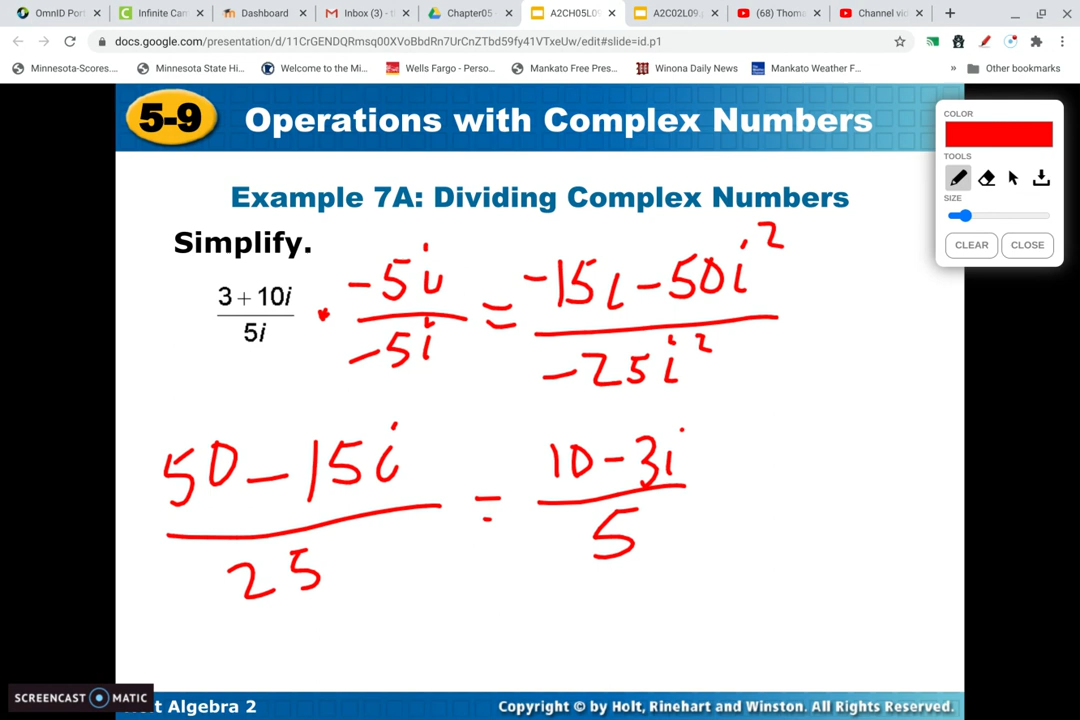 OmniID Port
Infinite Cam
Dashboard
Inbox (3) - t
Chapter05
A2CH05L09
A2C02L09.
(68) Thoma
Channel vid
docs.google.com/presentation/d/11CrGENDQRmsq00XVoBbdRn7UrCnZTbd59fy41VTxeUw/edit#slide=id.p1
Minnesota-Scores....
Minnesota State Hi...
Welcome to the Mi...
Wells Fargo – Perso...
Mankato Free Pres...
Winona Daily News
Mankato Weather F...
»
Other bookmarks
5-9 Operations with Complex Numbers
COLOR
TOOLS
SIZE
CLEAR CLOSE
Example 7A: Dividing Complex Numbers
Simplify.
3 + 10i / 5i · -5i / -5i = -15i - 50i² / -25i²
50 - 15i / 25 = 10 - 3i / 5
SCREENCAST MATIC
lt Algebra 2
Copyright © by Holt, Rinehart and Winston. All Rights Reserved.